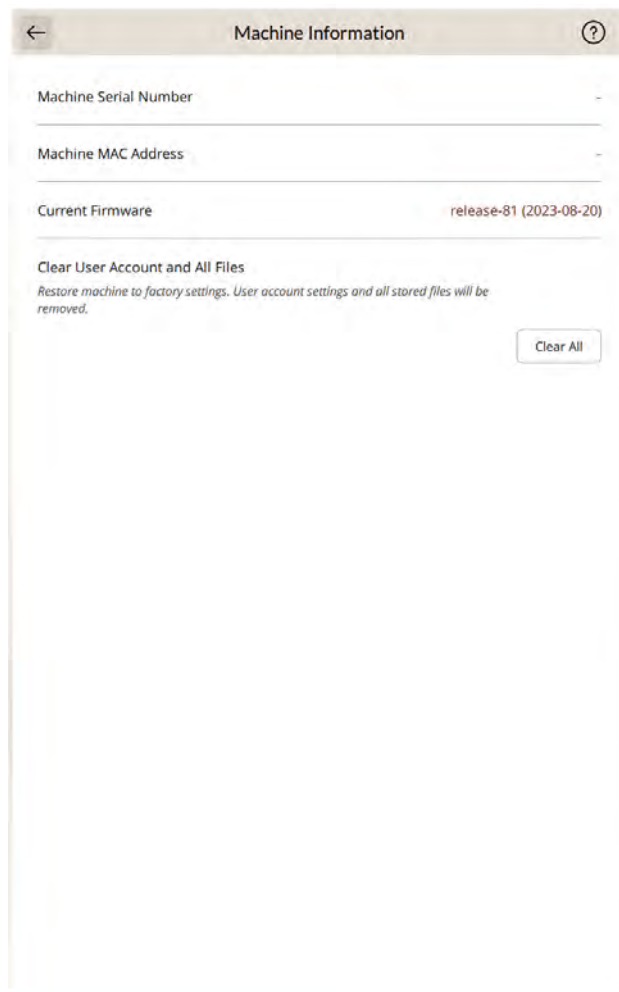 Machine Information
Machine Serial Number -
Machine MAC Address -
Current Firmware release-81 (2023-08-20)
Clear User Account and All Files
Restore machine to factory settings. User account settings and all stored files will be
removed.
Clear All